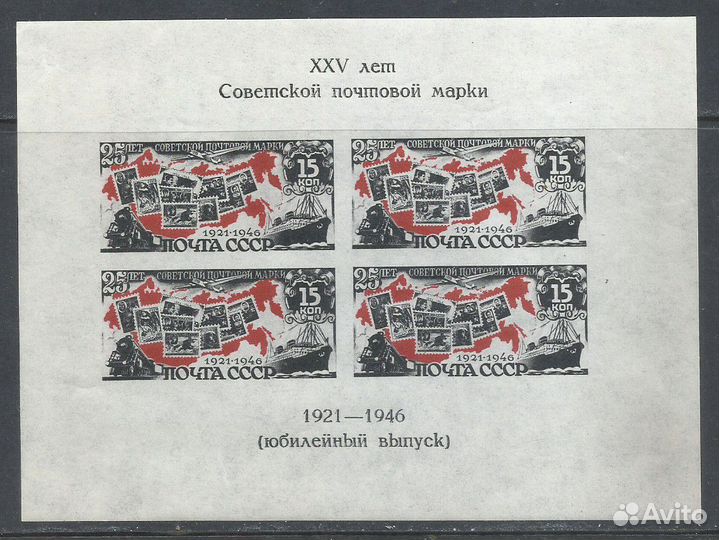 XXV лет
Советской почтовой марки
25 ЛЕТ СОВЕТСКОЙ ПОЧТОВОЙ МАРКИ
15
КОП
1921-1946
ПОЧТА СССР
25 ЛЕТ СОВЕТСКОЙ ПОЧТОВОЙ МАРКИ
15
КОП
1921-1946
ПОЧТА СССР
25 ЛЕТ СОВЕТСКОЙ ПОЧТОВОЙ МАРКИ
15
КОП
1921-1946
ПОЧТА СССР
25 ЛЕТ СОВЕТСКОЙ ПОЧТОВОЙ МАРКИ
15
КОП
1921-1946
ПОЧТА СССР
1921—1946
(юбилейный выпуск)
Avito